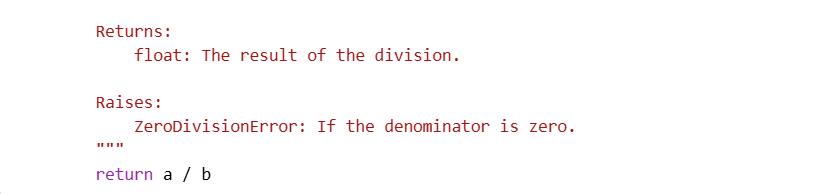 Returns:
    float: The result of the division.

Raises:
    ZeroDivisionError: If the denominator is zero.
"""
return a / b